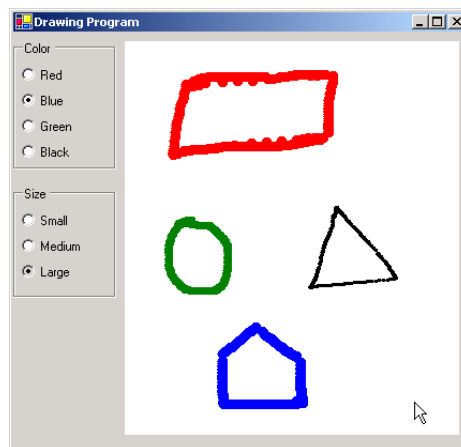 Drawing Program
Color
Red
Blue
Green
Black
Size
Small
Medium
Large